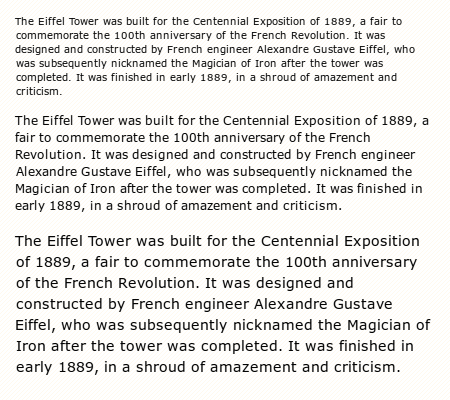 The Eiffel Tower was built for the Centennial Exposition of 1889, a fair to
commemorate the 100th anniversary of the French Revolution. It was
designed and constructed by French engineer Alexandre Gustave Eiffel, who
was subsequently nicknamed the Magician of Iron after the tower was
completed. It was finished in early 1889, in a shroud of amazement and
criticism.
The Eiffel Tower was built for the Centennial Exposition of 1889, a
fair to commemorate the 100th anniversary of the French
Revolution. It was designed and constructed by French engineer
Alexandre Gustave Eiffel, who was subsequently nicknamed the
Magician of Iron after the tower was completed. It was finished in
early 1889, in a shroud of amazement and criticism.
The Eiffel Tower was built for the Centennial Exposition
of 1889, a fair to commemorate the 100th anniversary
of the French Revolution. It was designed and
constructed by French engineer Alexandre Gustave
Eiffel, who was subsequently nicknamed the Magician of
Iron after the tower was completed. It was finished in
early 1889, in a shroud of amazement and criticism.